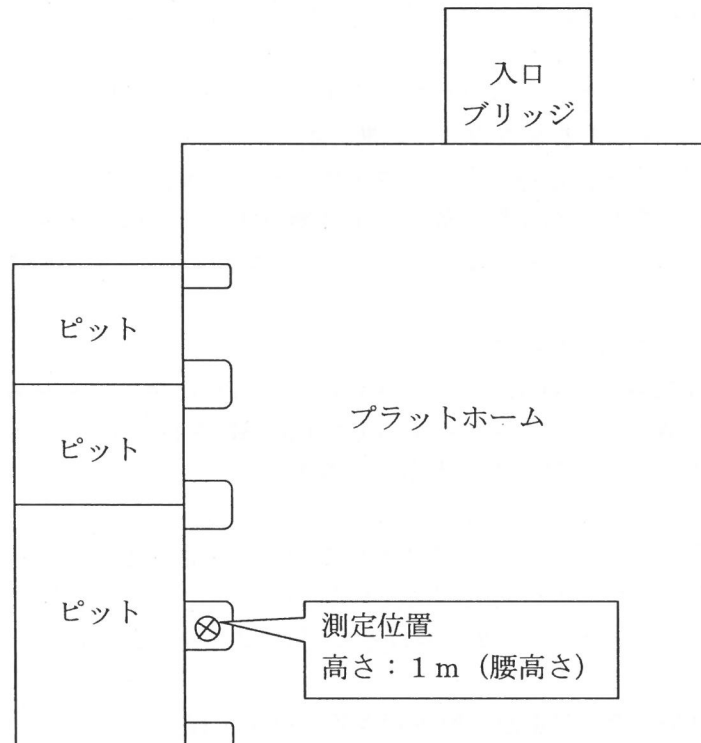 入口
ブリッジ
ピット
プラットホーム
ピット
ピット
測定位置
高さ：１ｍ（腰高さ）